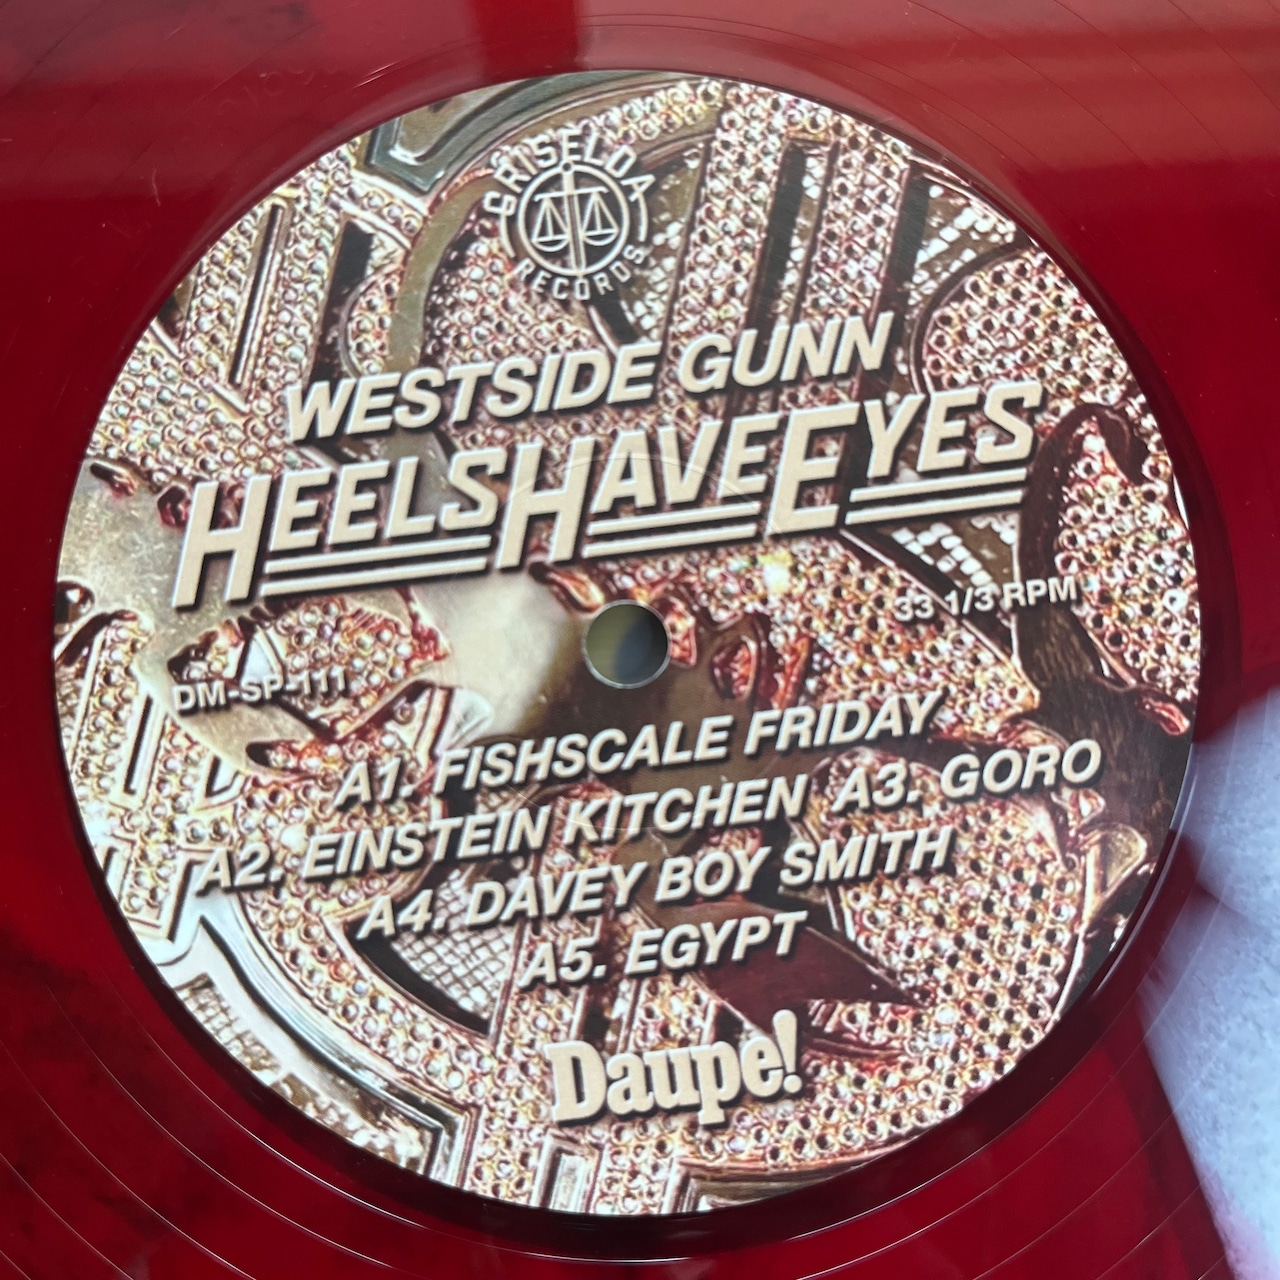 GRISELDA
RECORDS
WESTSIDE GUNN
HEELSHAVEEYES
33 1/3 RPM
DM-SP-111
A1. FISHSCALE FRIDAY
A2. EINSTEIN KITCHEN A3. GORO
A4. DAVEY BOY SMITH
A5. EGYPT
Daupe!